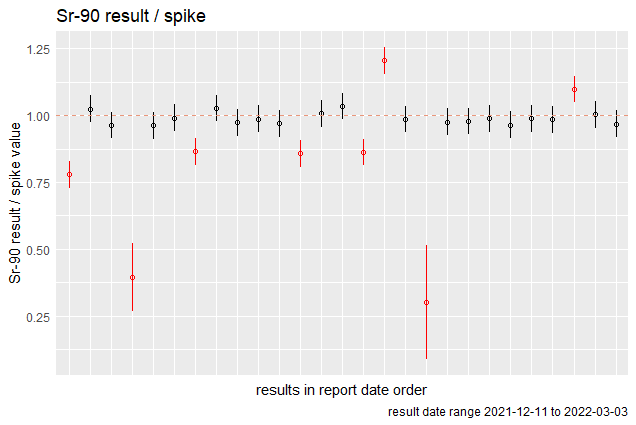 Sr-90 result / spike
Sr-90 result / spike value
1.25
1.00
0.75
0.50
0.25
results in report date order
result date range 2021-12-11 to 2022-03-03